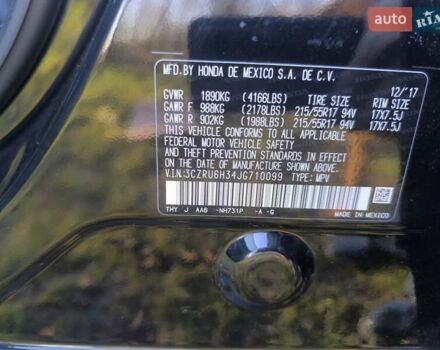 AUTO RIA
MFD. BY HONDA DE MEXICO S.A. DE C.V. 12/17
GVWR 1890KG (4166LBS) TIRE SIZE RIM SIZE
GAWR F 988KG (2178LBS) 215/55R17 94V 17X7.5J
GAWR R 902KG (1988LBS) 215/55R17 94V 17X7.5J
THIS VEHICLE CONFORMS TO ALL APPLICABLE
FEDERAL MOTOR VEHICLE SAFETY STANDARDS IN EFFECT
ON THE DATE OF MANUFACTURE SHOWN ABOVE.
V.I.N:3CZRU6H34JG710099 TYPE: MPV
THY J AA6 -NH731P -A -G
MADE IN MEXICO